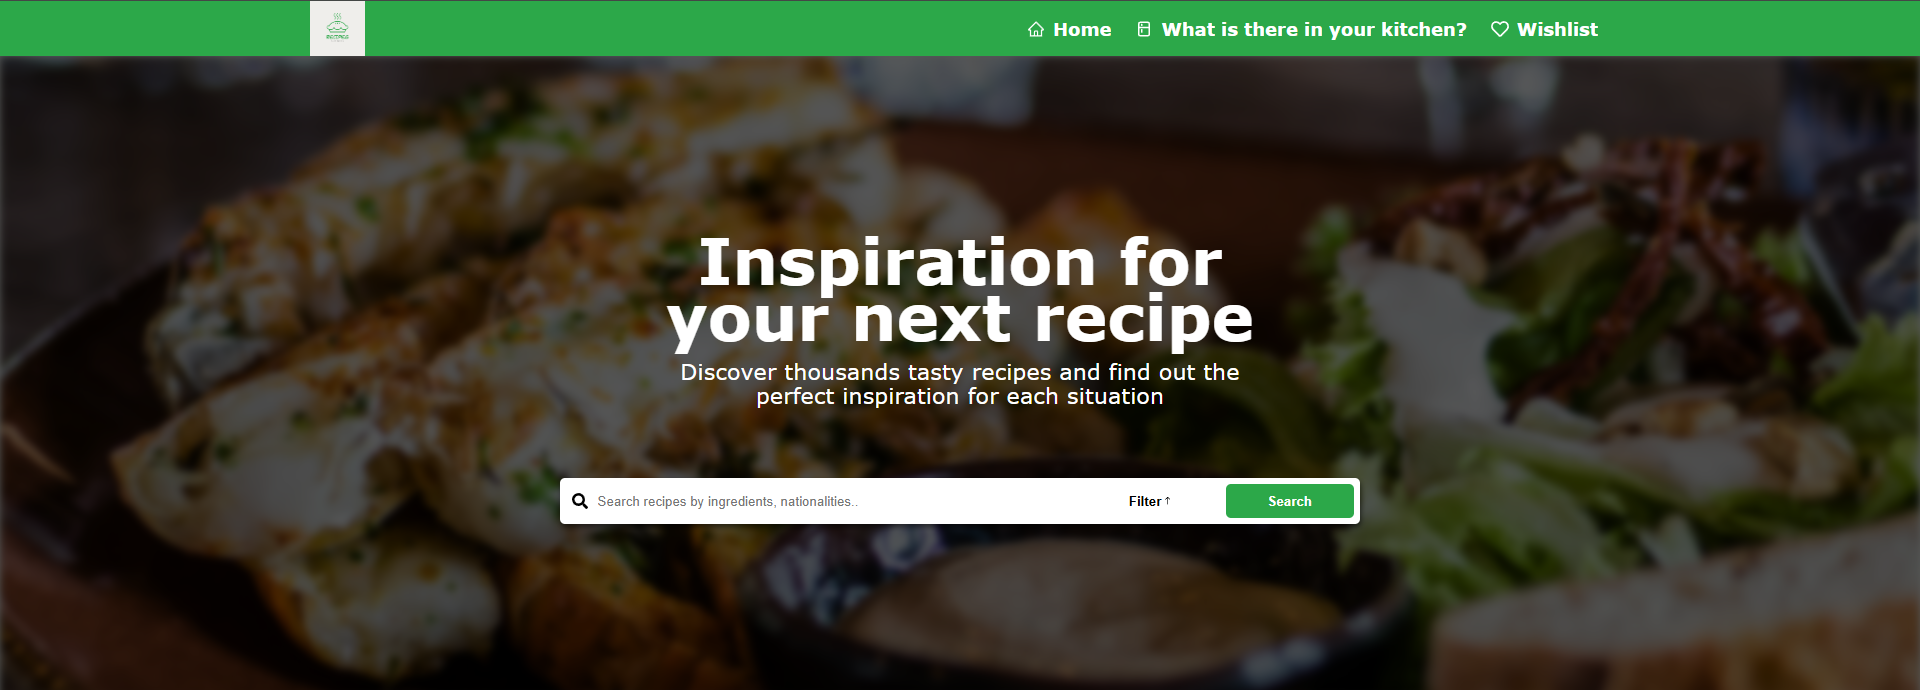 RECIPES
Home
What is there in your kitchen?
Wishlist
Inspiration for
your next recipe
Discover thousands tasty recipes and find out the
perfect inspiration for each situation
Search recipes by ingredients, nationalities..
Filter ↑
Search